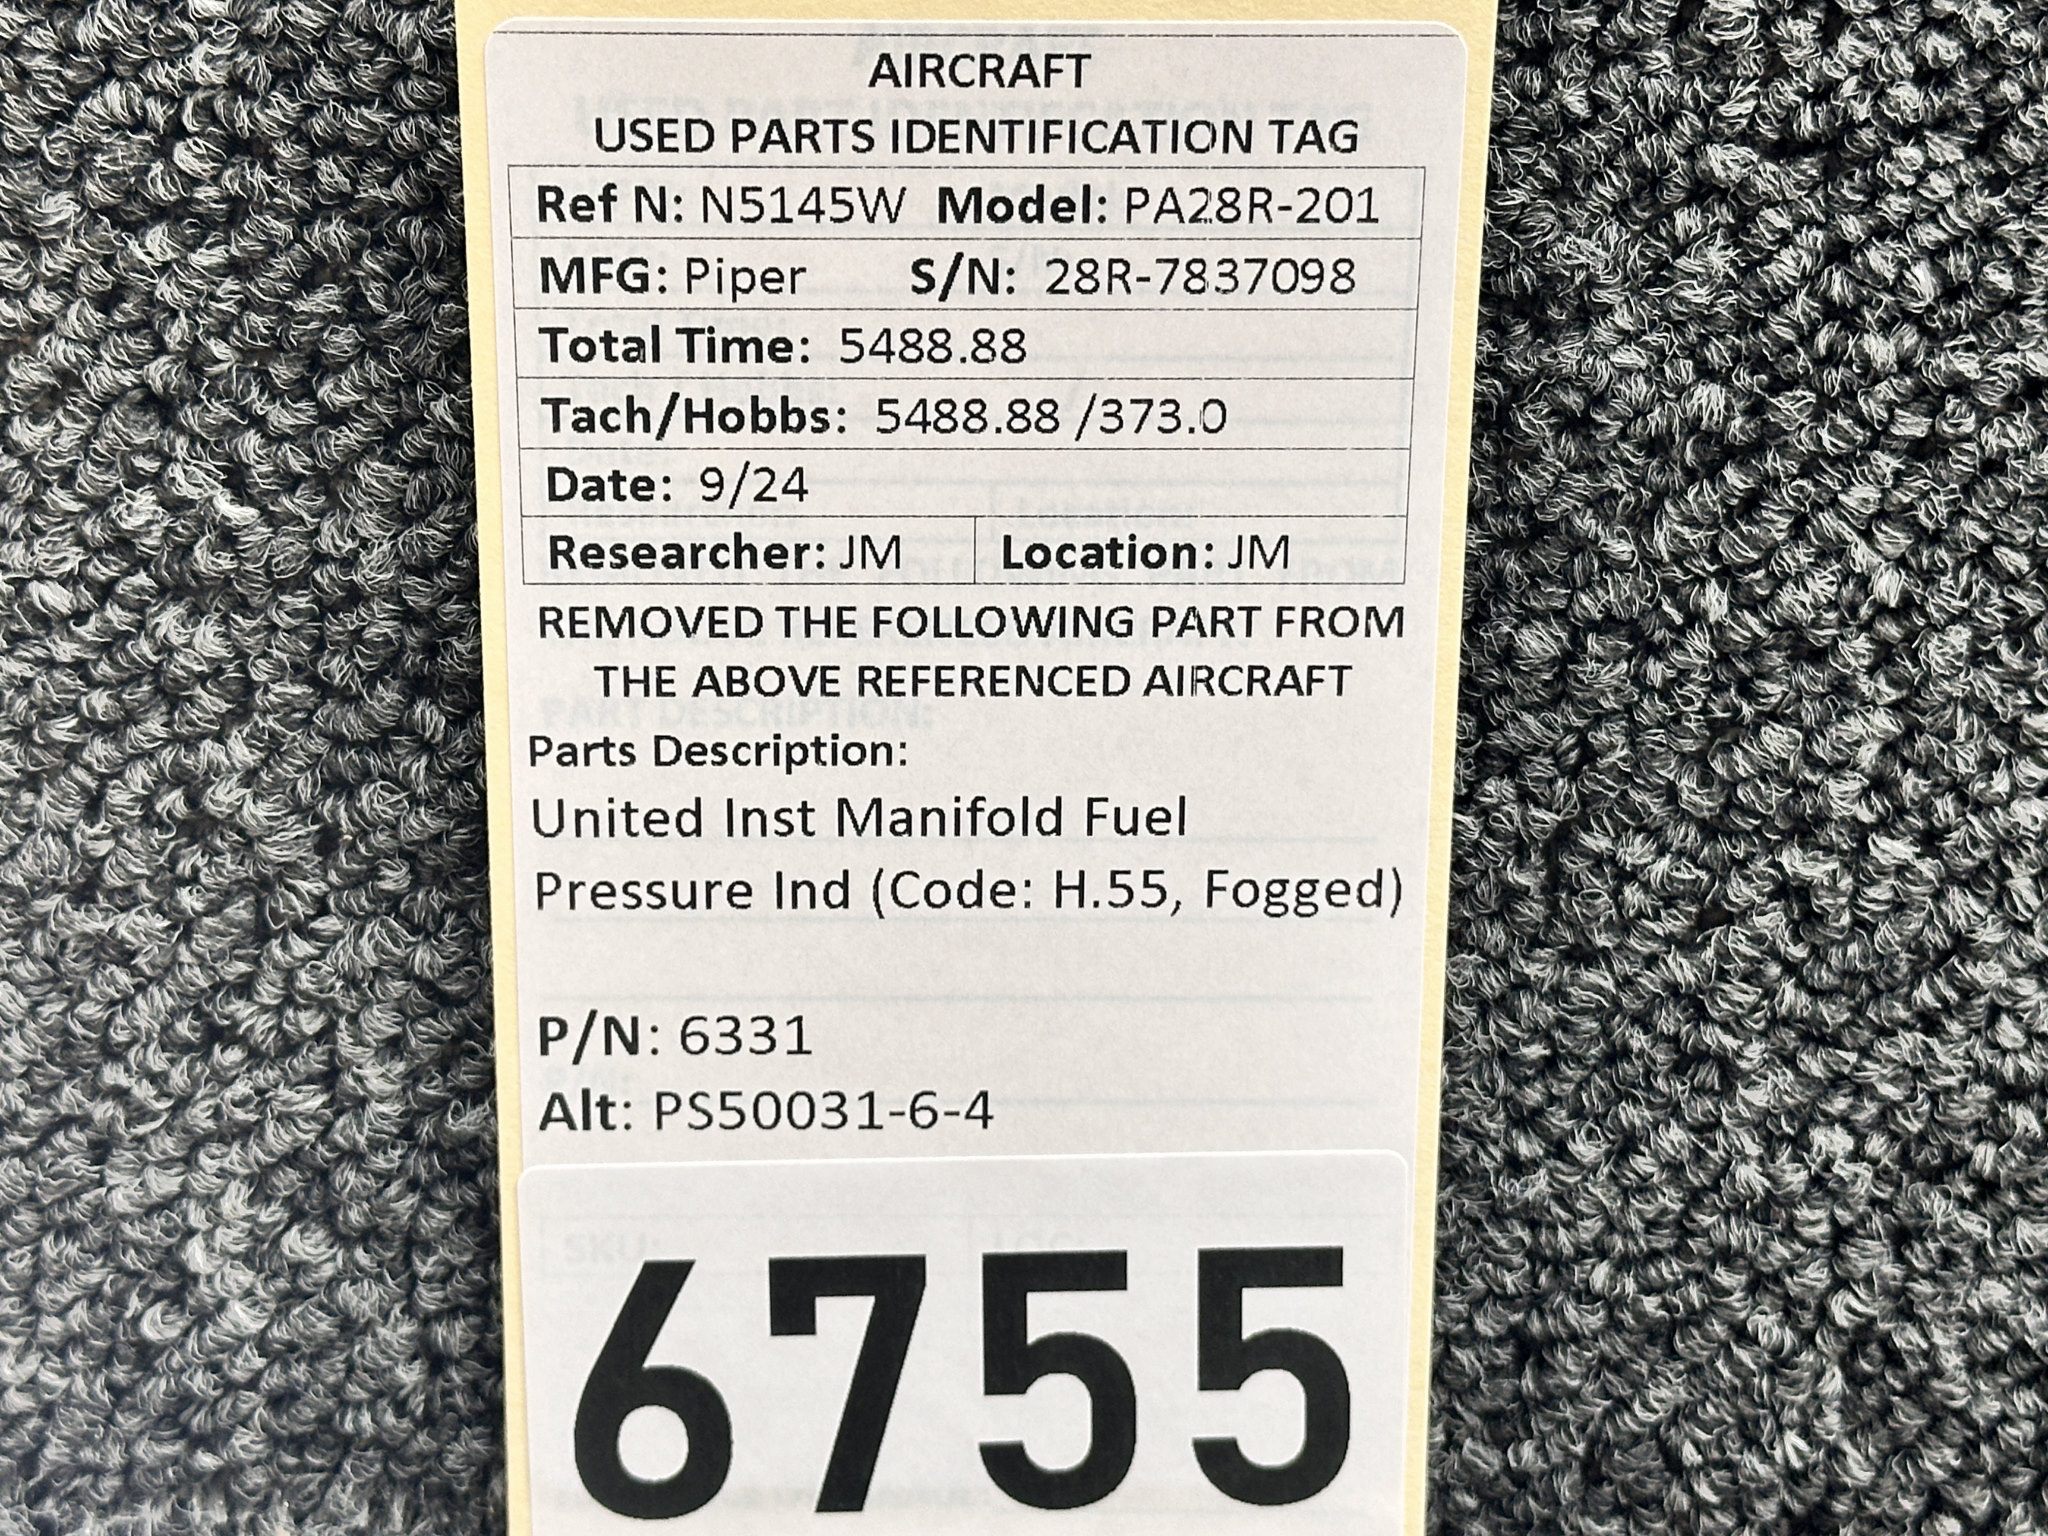 AIRCRAFT
USED PARTS IDENTIFICATION TAG
Ref N: N5145W Model: PA28R-201
MFG: Piper S/N: 28R-7837098
Total Time: 5488.88
Tach/Hobbs: 5488.88 /373.0
Date: 9/24
Researcher: JM Location: JM
REMOVED THE FOLLOWING PART FROM
THE ABOVE REFERENCED AIRCRAFT
Parts Description:
United Inst Manifold Fuel
Pressure Ind (Code: H.55, Fogged)
P/N: 6331
Alt: PS50031-6-4
6755